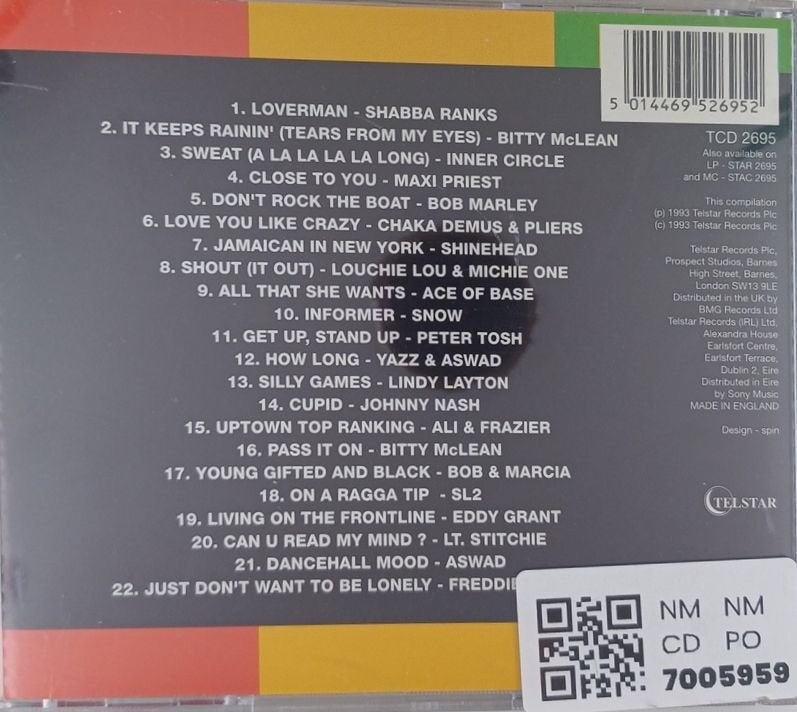 1. LOVERMAN - SHABBA RANKS
2. IT KEEPS RAININ' (TEARS FROM MY EYES) - BITTY McLEAN
3. SWEAT (A LA LA LA LA LONG) - INNER CIRCLE
4. CLOSE TO YOU - MAXI PRIEST
5. DON'T ROCK THE BOAT - BOB MARLEY
6. LOVE YOU LIKE CRAZY - CHAKA DEMUS & PLIERS
7. JAMAICAN IN NEW YORK - SHINEHEAD
8. SHOUT (IT OUT) - LOUCHIE LOU & MICHIE ONE
9. ALL THAT SHE WANTS - ACE OF BASE
10. INFORMER - SNOW
11. GET UP, STAND UP - PETER TOSH
12. HOW LONG - YAZZ & ASWAD
13. SILLY GAMES - LINDY LAYTON
14. CUPID - JOHNNY NASH
15. UPTOWN TOP RANKING - ALI & FRAZIER
16. PASS IT ON - BITTY McLEAN
17. YOUNG GIFTED AND BLACK - BOB & MARCIA
18. ON A RAGGA TIP - SL2
19. LIVING ON THE FRONTLINE - EDDY GRANT
20. CAN U READ MY MIND ? - LT. STITCHIE
21. DANCEHALL MOOD - ASWAD
22. JUST DON'T WANT TO BE LONELY - FREDDIE
5 014469 526952
TCD 2695
Also available on
LP - STAR 2695
and MC - STAC 2695
This compilation
(p) 1993 Telstar Records Plc
(c) 1993 Telstar Records Plc
Telstar Records Plc,
Prospect Studios, Barnes
High Street, Barnes,
London SW13 9LE
Distributed in the UK by
BMG Records Ltd
Telstar Records (IRL) Ltd.
Alexandra House
Earlsfort Centre,
Earlsfort Terrace,
Dublin 2, Eire
Distributed in Eire
by Sony Music
MADE IN ENGLAND
Design - spin
TELSTAR
NM NM
CD PO
7005959